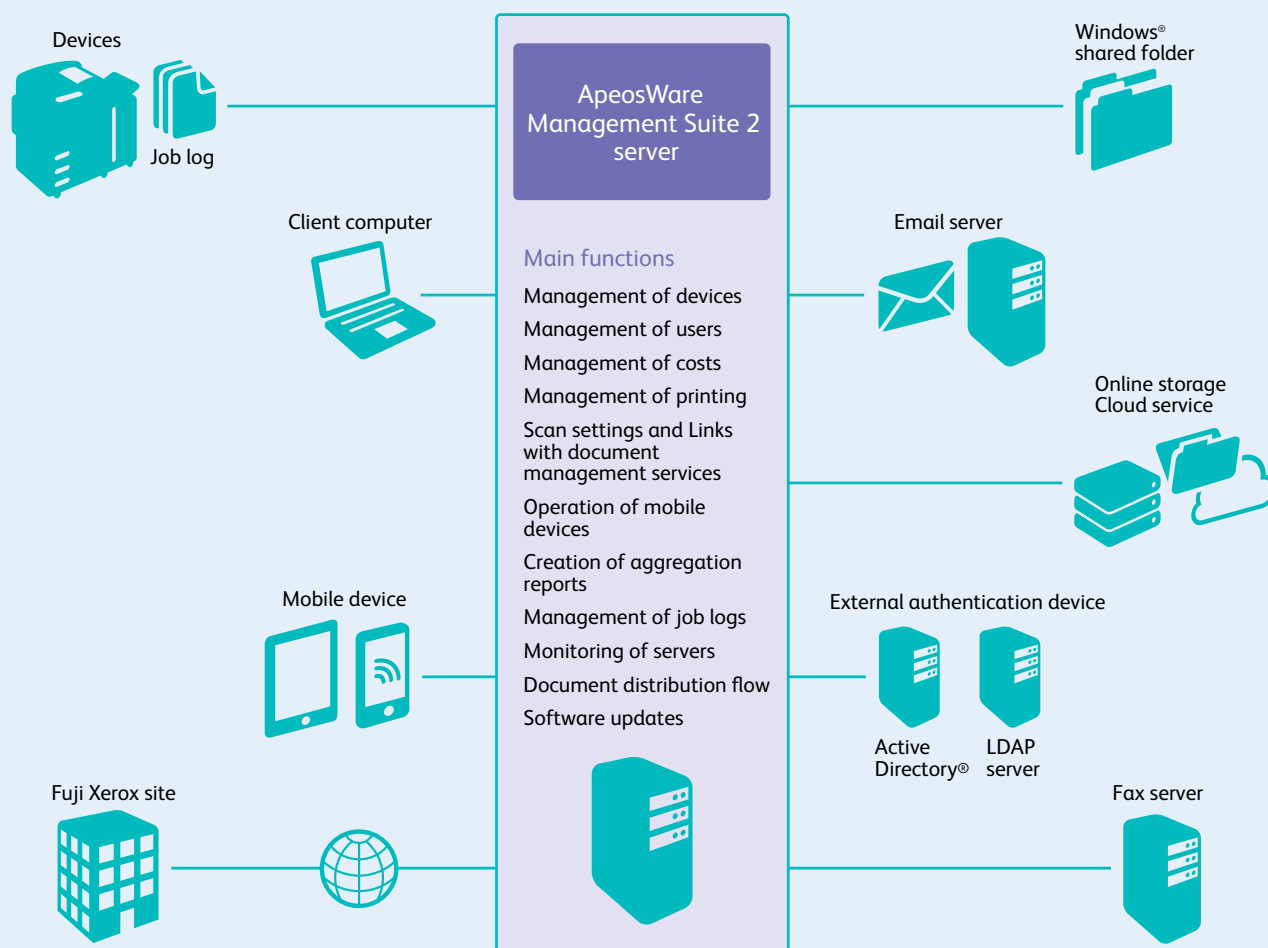 Devices
Job log
Client computer
Mobile device
Fuji Xerox site
ApeosWare
Management Suite 2
server
Main functions
Management of devices
Management of users
Management of costs
Management of printing
Scan settings and Links
with document
management services
Operation of mobile
devices
Creation of aggregation
reports
Management of job logs
Monitoring of servers
Document distribution flow
Software updates
Windows®
shared folder
Email server
Online storage
Cloud service
External authentication device
Active
Directory®
LDAP
server
Fax server